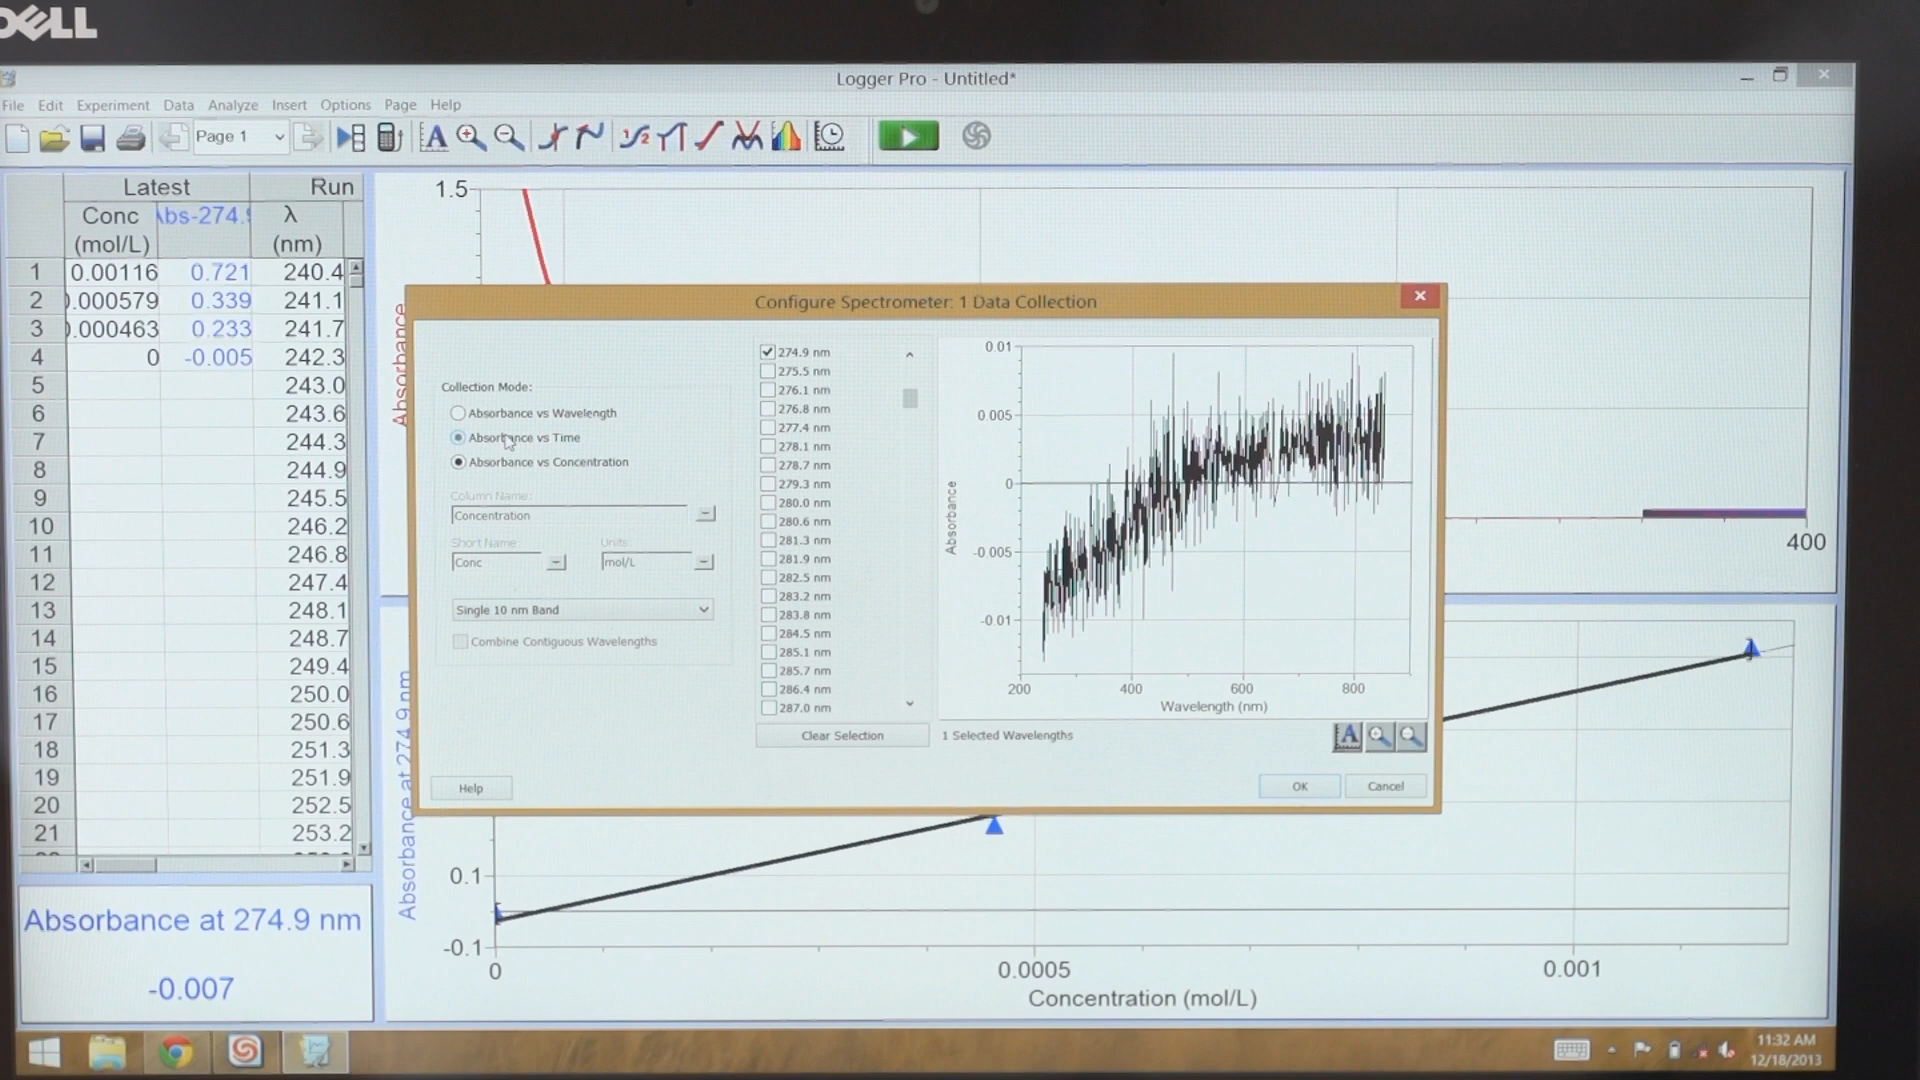 DELL
Logger Pro - Untitled*
File Edit Experiment Data Analyze Insert Options Page Help
Page 1
Latest Run
Conc Abs-274.9 λ
(mol/L) (nm)
1 0.00116 0.721 240.4
2 0.000579 0.339 241.1
3 0.000463 0.233 241.7
4 0 -0.005 242.3
5 243.0
6 243.6
7 244.3
8 244.9
9 245.5
10 246.2
11 246.8
12 247.4
13 248.1
14 248.7
15 249.4
16 250.0
17 250.6
18 251.3
19 251.9
20 252.5
21 253.2
Absorbance at 274.9 nm
-0.007
1.5
Absorbance
400
Configure Spectrometer: 1 Data Collection
Collection Mode:
Absorbance vs Wavelength
Absorbance vs Time
Absorbance vs Concentration
Column Name:
Concentration
Short Name: Units:
Conc mol/L
Single 10 nm Band
Combine Contiguous Wavelengths
Help
274.9 nm
275.5 nm
276.1 nm
276.8 nm
277.4 nm
278.1 nm
278.7 nm
279.3 nm
280.0 nm
280.6 nm
281.3 nm
281.9 nm
282.5 nm
283.2 nm
283.8 nm
284.5 nm
285.1 nm
285.7 nm
286.4 nm
287.0 nm
Clear Selection
0.01
0.005
0
-0.005
-0.01
Absorbance
200 400 600 800
Wavelength (nm)
1 Selected Wavelengths
OK Cancel
Absorbance at 274.9 nm
0.1
-0.1
0 0.0005 0.001
Concentration (mol/L)
11:32 AM
12/18/2013